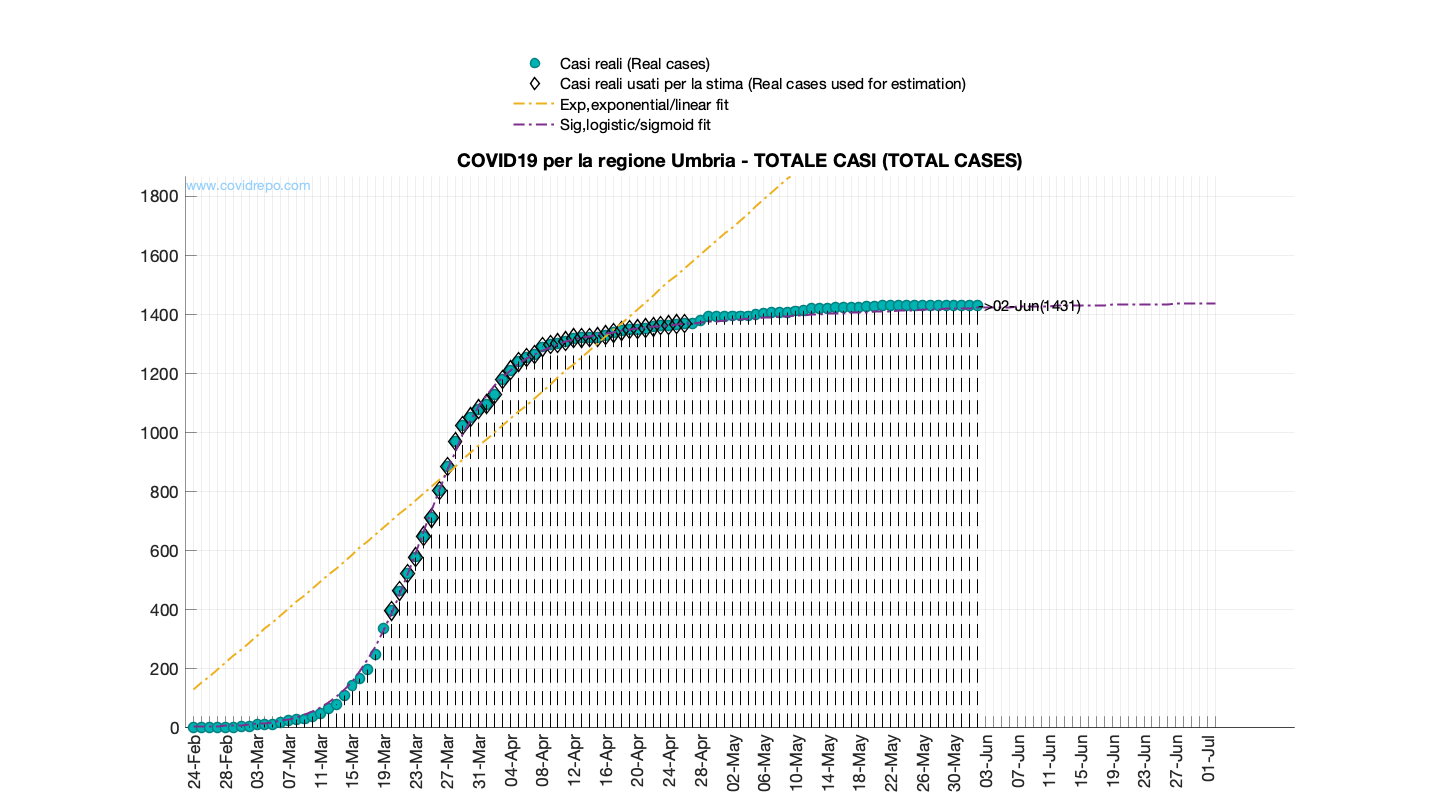 Casi reali (Real cases)
Casi reali usati per la stima (Real cases used for estimation)
Exp,exponential/linear fit
Sig,logistic/sigmoid fit
COVID19 per la regione Umbria - TOTALE CASI (TOTAL CASES)
www.covidrepo.com
1800
1600
1400
1200
1000
800
600
400
200
0
->02-Jun(1431)
24-Feb
28-Feb
03-Mar
07-Mar
11-Mar
15-Mar
19-Mar
23-Mar
27-Mar
31-Mar
04-Apr
08-Apr
12-Apr
16-Apr
20-Apr
24-Apr
28-Apr
02-May
06-May
10-May
14-May
18-May
22-May
26-May
30-May
03-Jun
07-Jun
11-Jun
15-Jun
19-Jun
23-Jun
27-Jun
01-Jul